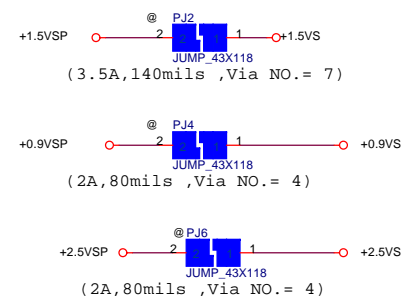 @ PJ2
+1.5VSP 2 2 1 1 +1.5VS
JUMP_43X118
(3.5A,140mils ,Via NO.= 7)
@ PJ4
+0.9VSP 2 2 1 1 +0.9VS
JUMP_43X118
(2A,80mils ,Via NO.= 4)
@ PJ6
+2.5VSP 2 2 1 1 +2.5VS
JUMP_43X118
(2A,80mils ,Via NO.= 4)